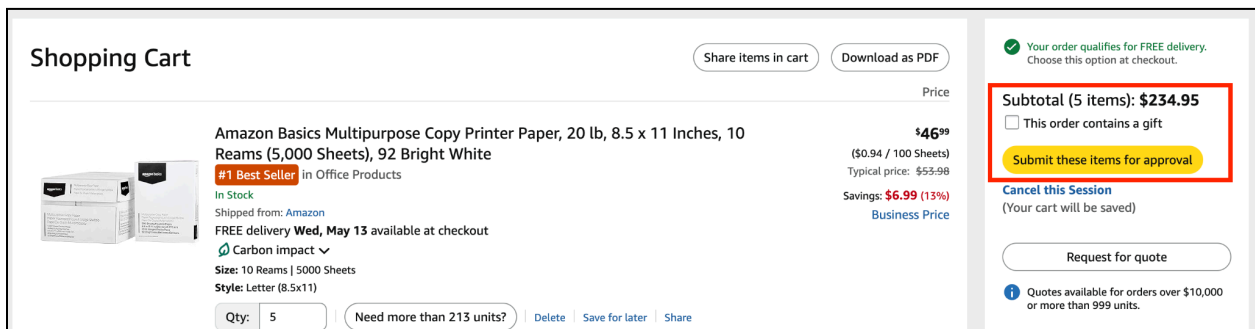 Shopping Cart
Share items in cart
Download as PDF
Price
Amazon Basics Multipurpose Copy Printer Paper, 20 lb, 8.5 x 11 Inches, 10
Reams (5,000 Sheets), 92 Bright White
#1 Best Seller in Office Products
In Stock
Shipped from: Amazon
FREE delivery Wed, May 13 available at checkout
Carbon impact
Size: 10 Reams | 5000 Sheets
Style: Letter (8.5x11)
Qty: 5
Need more than 213 units?
Delete
Save for later
Share
$46.99
($0.94 / 100 Sheets)
Typical price: $53.98
Savings: $6.99 (13%)
Business Price
Your order qualifies for FREE delivery.
Choose this option at checkout.
Subtotal (5 items): $234.95
This order contains a gift
Submit these items for approval
Cancel this Session
(Your cart will be saved)
Request for quote
Quotes available for orders over $10,000
or more than 999 units.